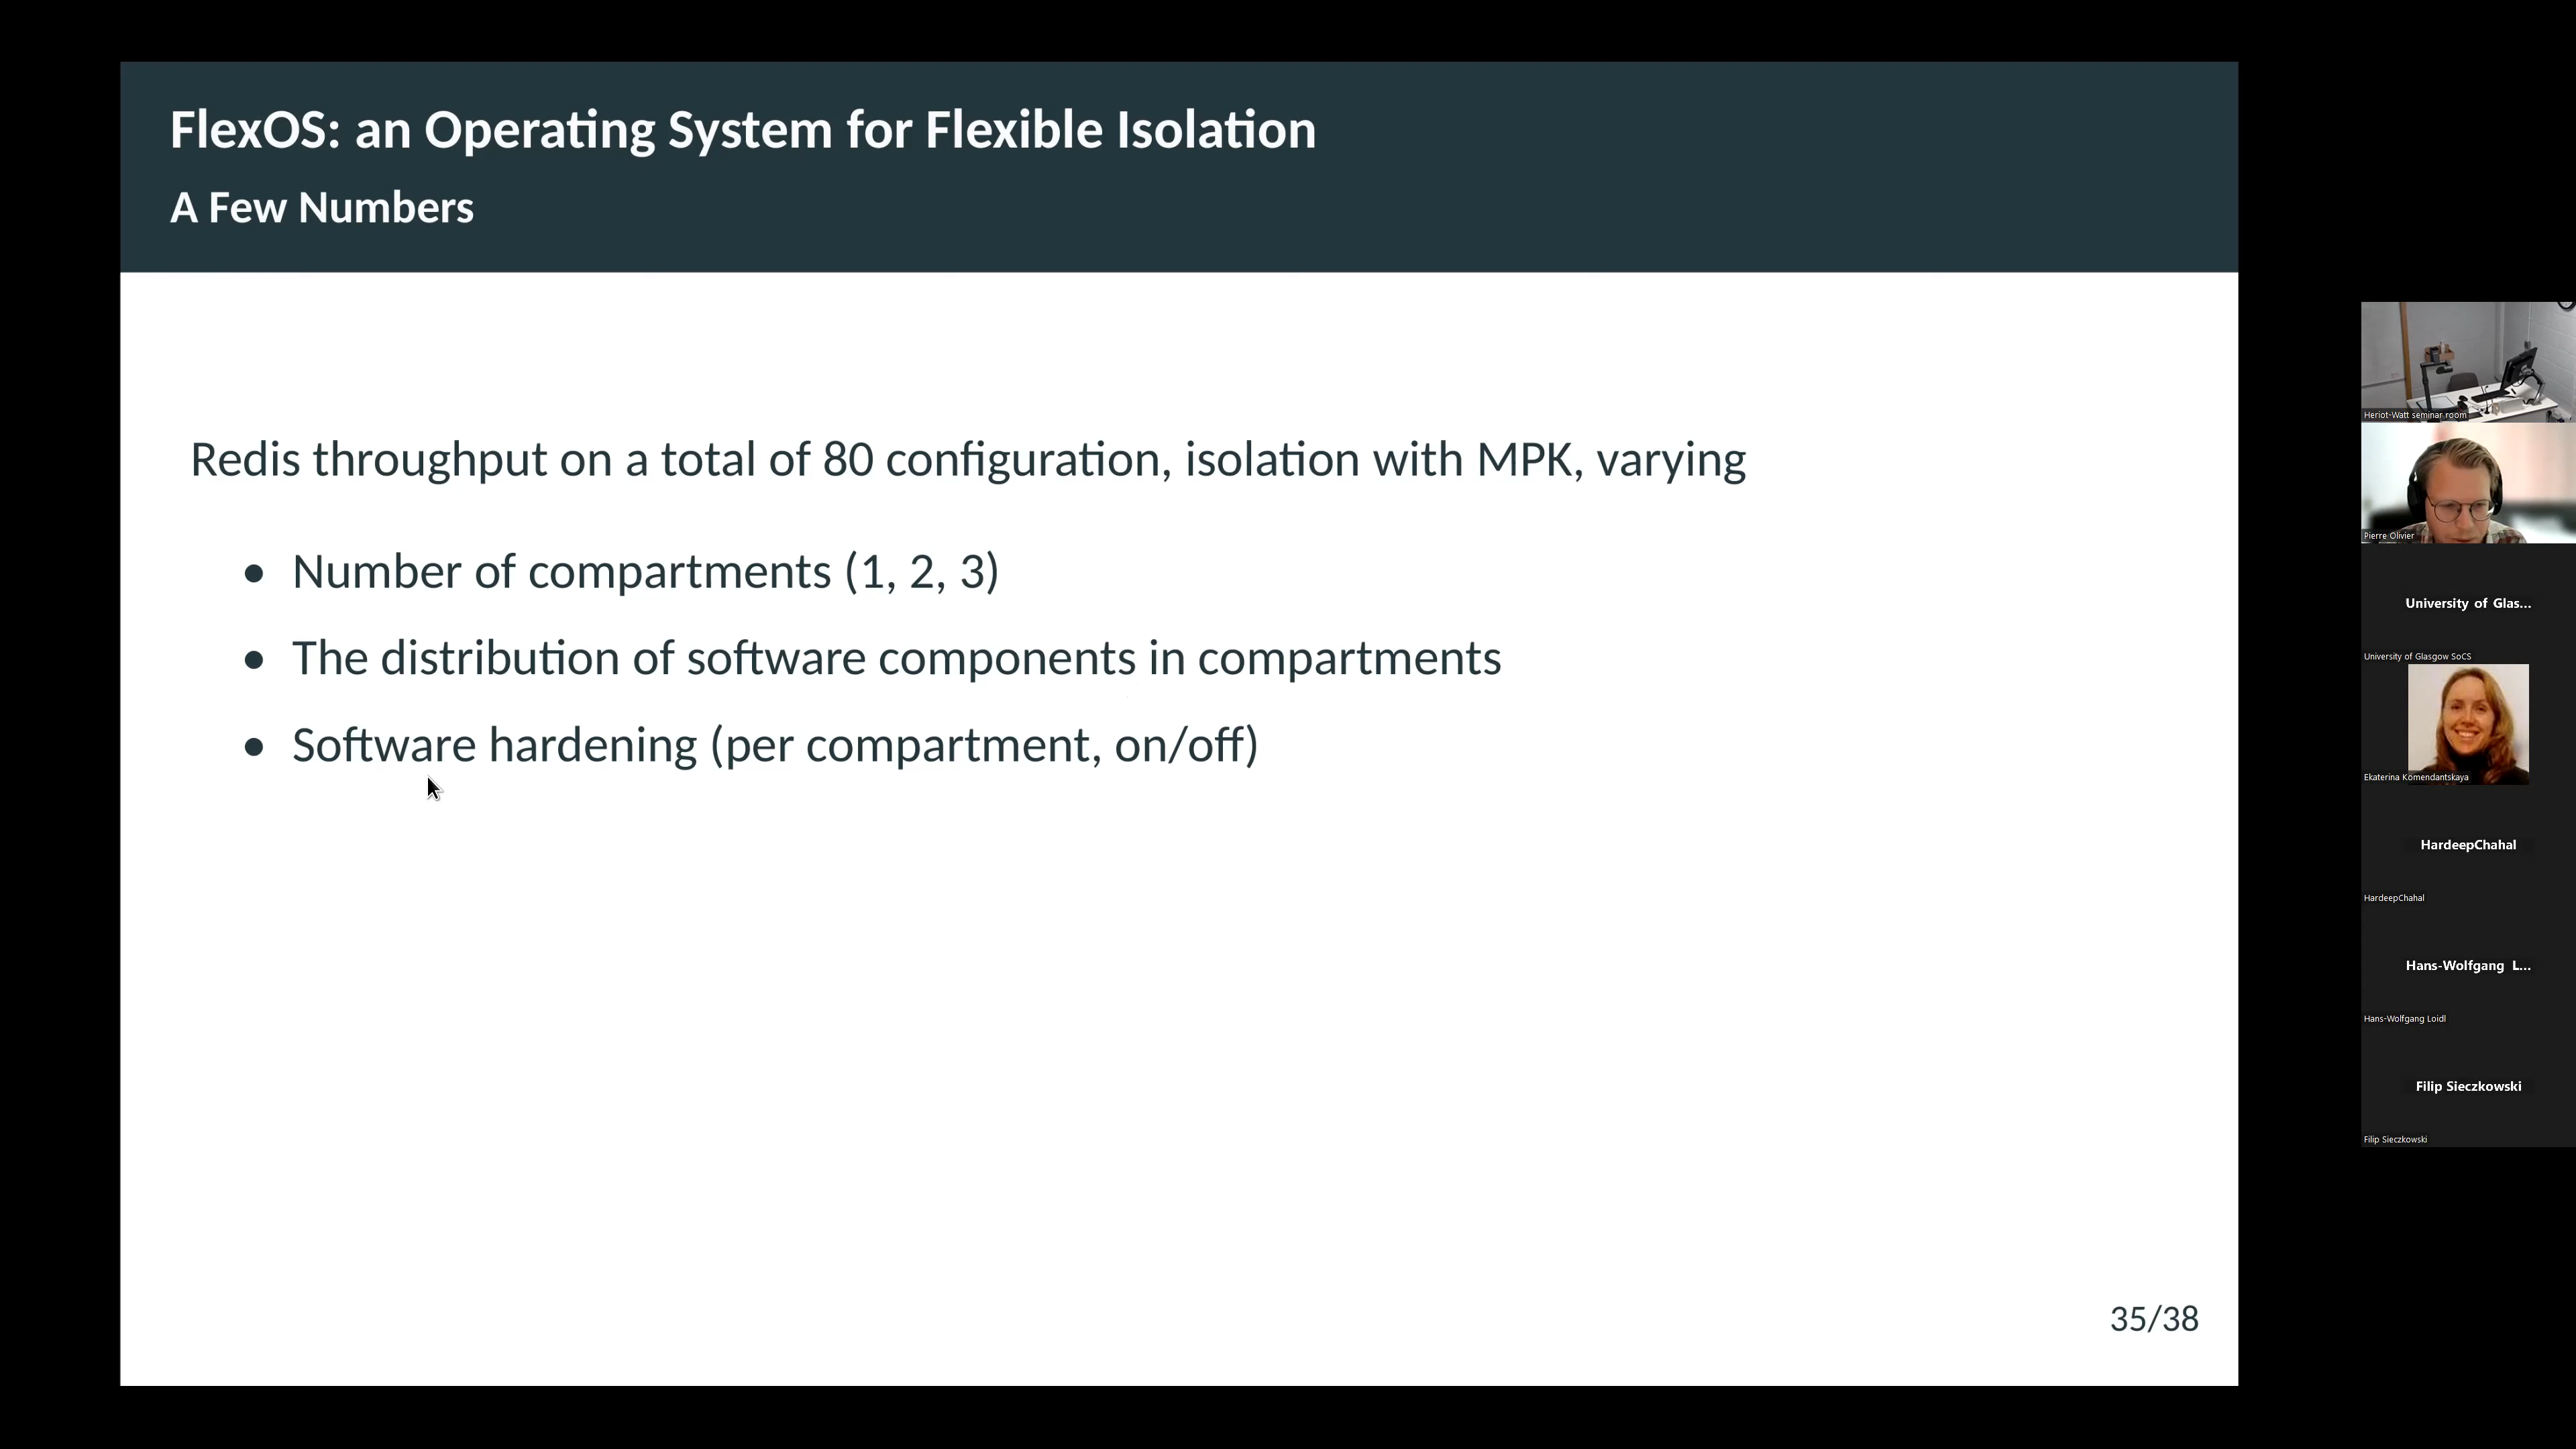 FlexOS: an Operating System for Flexible Isolation
A Few Numbers
Redis throughput on a total of 80 configuration, isolation with MPK, varying
• Number of compartments (1, 2, 3)
• The distribution of software components in compartments
• Software hardening (per compartment, on/off)
35/38
Heriot-Watt seminar room
Pierre Olivier
University of Glas...
University of Glasgow SoCS
Ekaterina Komendantskaya
HardeepChahal
HardeepChahal
Hans-Wolfgang L...
Hans-Wolfgang Loidl
Filip Sieczkowski
Filip Sieczkowski